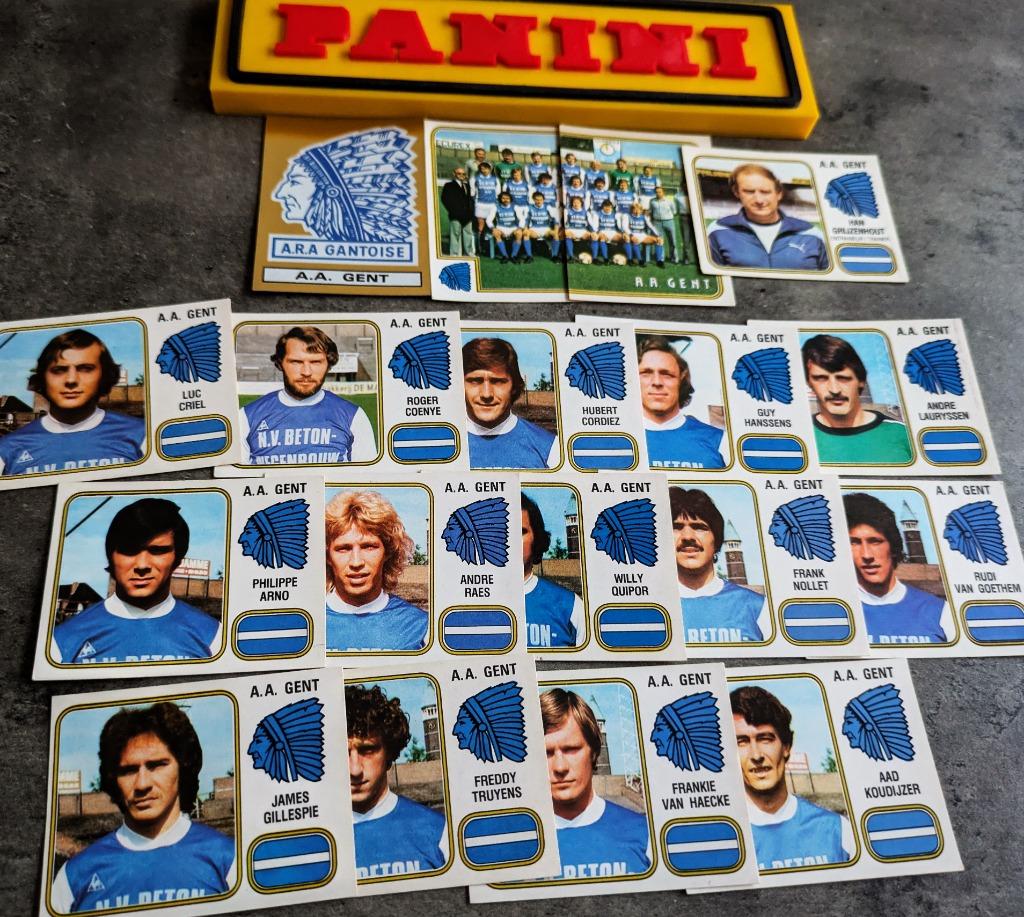 PANINI
A.R.A GANTOISE
A.A. GENT
A.A. GENT
A.A. GENT
HAN
GRIJZENHOUT
A.A. GENT
LUC
CRIEL
A.A. GENT
ROGER
COENYE
N.V. BETON-
A.A. GENT
HUBERT
CORDIEZ
A.A. GENT
GUY
HANSSENS
A.A. GENT
ANDRE
LAURYSSEN
N.V. BETON
A.A. GENT
PHILIPPE
ARNO
N.V. BETON
A.A. GENT
ANDRE
RAES
A.A. GENT
WILLY
QUIPOR
TON-
A.A. GENT
FRANK
NOLLET
BETON-
A.A. GENT
RUDI
VAN GOETHEM
BETON
A.A. GENT
JAMES
GILLESPIE
N.V. BETON
A.A. GENT
FREDDY
TRUYENS
BETON
A.A. GENT
FRANKIE
VAN HAECKE
BETON
A.A. GENT
AAD
KOUDIJZER
BETON